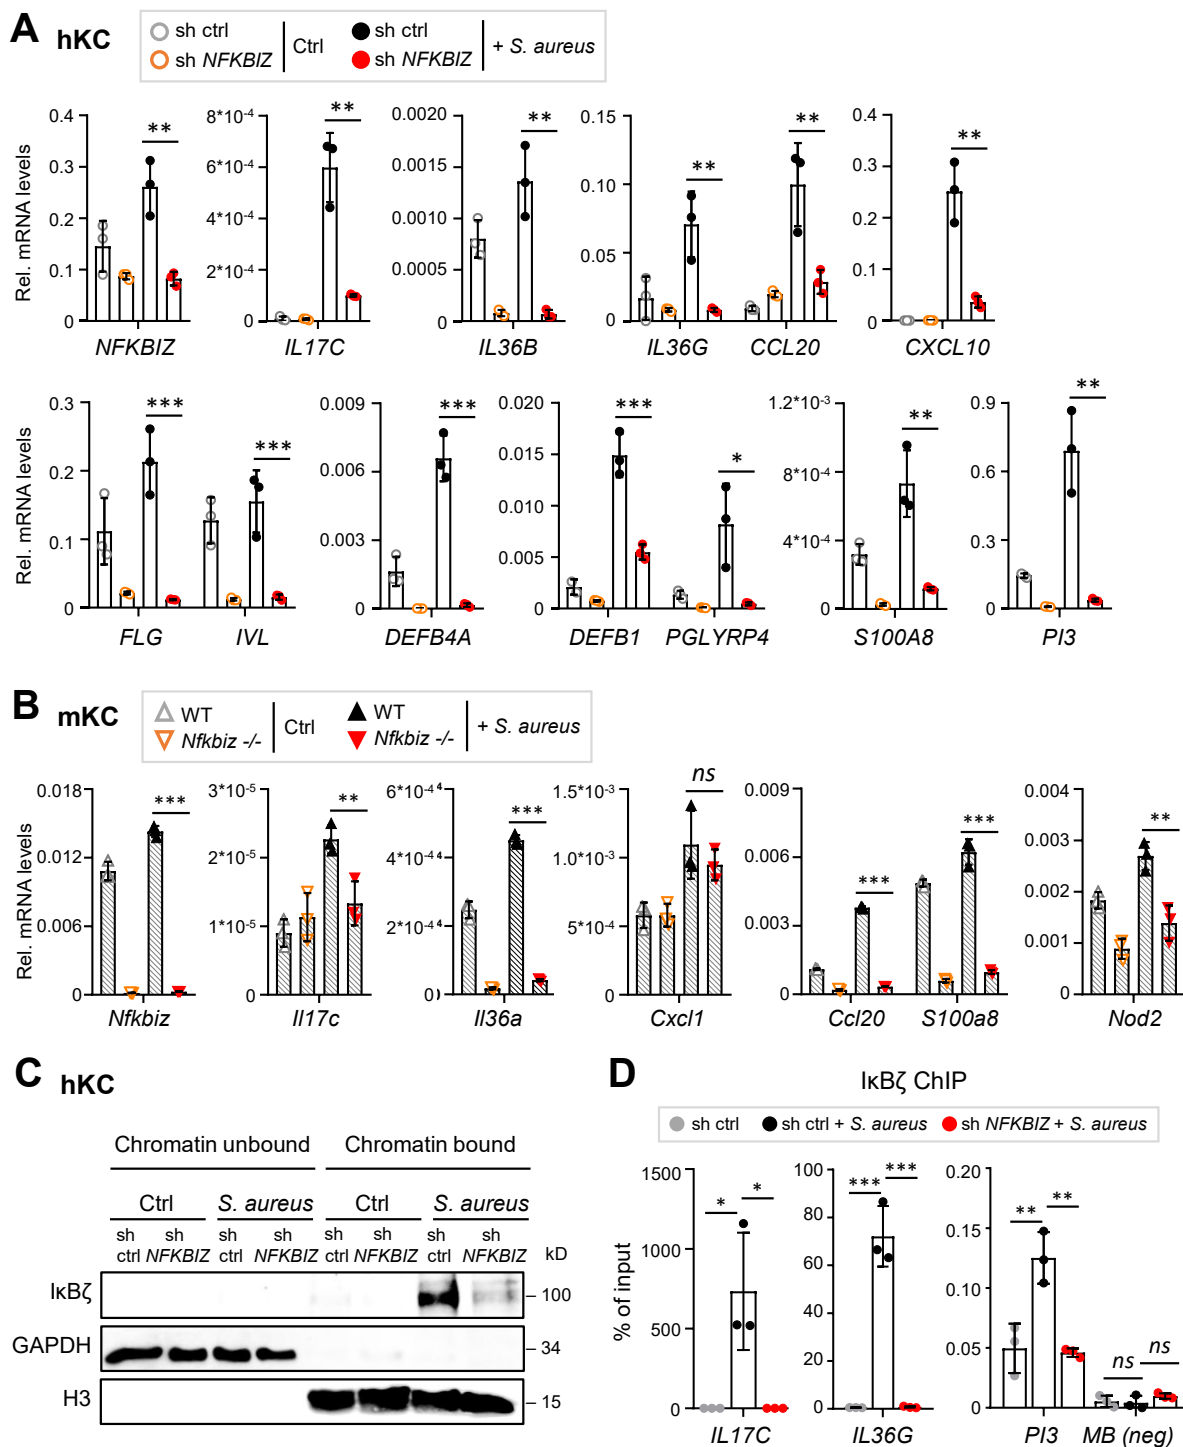 A hKC
sh ctrl
sh NFKBIZ
Ctrl
sh ctrl
sh NFKBIZ
+ S. aureus
Rel. mRNA levels
0.4
0.3
0.2
0.1
0
**
NFKBIZ
8*10-4
6*10-4
4*10-4
2*10-4
0
**
IL17C
0.0020
0.0015
0.0010
0.0005
0
**
IL36B
0.15
0.10
0.05
0
**
**
IL36G CCL20
0.4
0.3
0.2
0.1
0
**
CXCL10
Rel. mRNA levels
0.3
0.2
0.1
0
***
***
FLG IVL
0.009
0.006
0.003
0
***
DEFB4A
0.020
0.015
0.010
0.005
0
***
*
DEFB1 PGLYRP4
1.2*10-3
8*10-4
4*10-4
0
**
S100A8
0.9
0.6
0.3
0
**
PI3
B mKC
WT
Nfkbiz -/-
Ctrl
WT
Nfkbiz -/-
+ S. aureus
Rel. mRNA levels
0.018
0.012
0.006
0
***
Nfkbiz
3*10-5
2*10-5
1*10-5
0
**
Il17c
6*10-4 4
4*10-4 4
2*10-4 4
0
***
Il36a
1.5*10-3
1.0*10-3
5*10-4
0
ns
Cxcl1
0.009
0.006
0.003
0
***
***
Ccl20 S100a8
0.004
0.003
0.002
0.001
0
**
Nod2
C hKC
Chromatin unbound Chromatin bound
Ctrl S. aureus Ctrl S. aureus
sh sh sh sh sh sh sh sh
ctrl NFKBIZ ctrl NFKBIZ ctrl NFKBIZ ctrl NFKBIZ kD
IκBζ 100
GAPDH 34
H3 15
D
IκBζ ChIP
sh ctrl sh ctrl + S. aureus sh NFKBIZ + S. aureus
% of input
1500
1000
500
0
* *
IL17C
100
80
60
40
20
0
*** ***
IL36G
0.20
0.15
0.10
0.05
0
** **
ns ns
PI3 MB (neg)